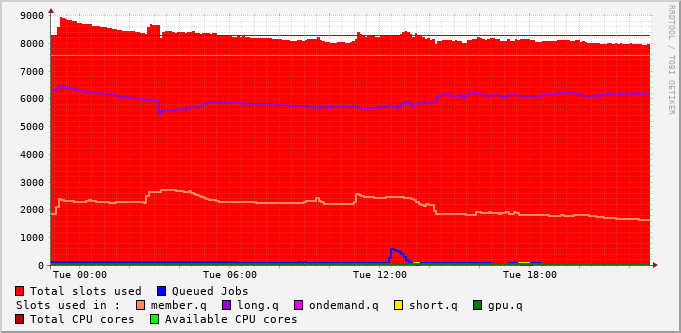 RRDTOOL / TOBI OETIKER
9000
8000
7000
6000
5000
4000
3000
2000
1000
0
Tue 00:00 Tue 06:00 Tue 12:00 Tue 18:00
Total slots used Queued Jobs
Slots used in : member.q long.q ondemand.q short.q gpu.q
Total CPU cores Available CPU cores